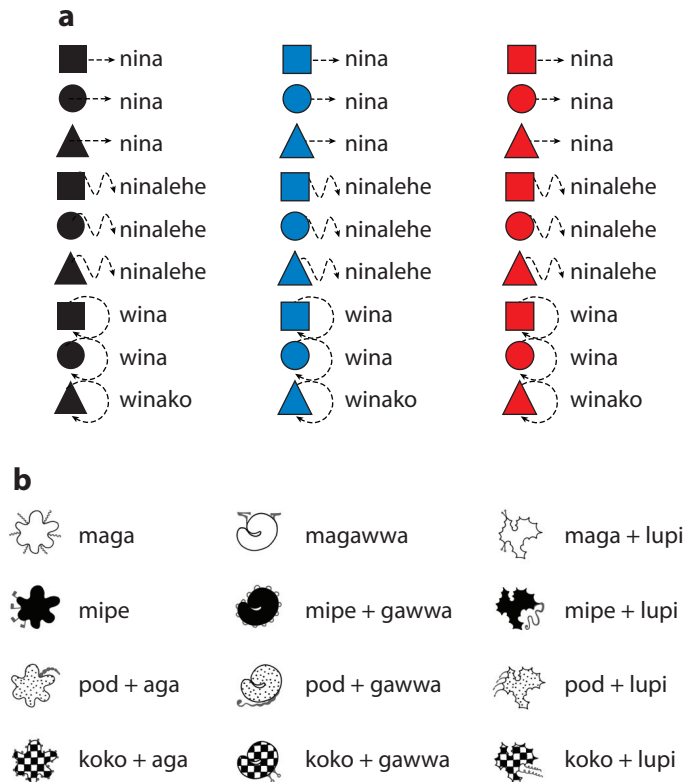 a
nina nina nina
nina nina nina
nina nina nina
ninalehe ninalehe ninalehe
ninalehe ninalehe ninalehe
ninalehe ninalehe ninalehe
wina wina wina
wina wina wina
winako winako winako
b
maga magawwa maga + lupi
mipe mipe + gawwa mipe + lupi
pod + aga pod + gawwa pod + lupi
koko + aga koko + gawwa koko + lupi